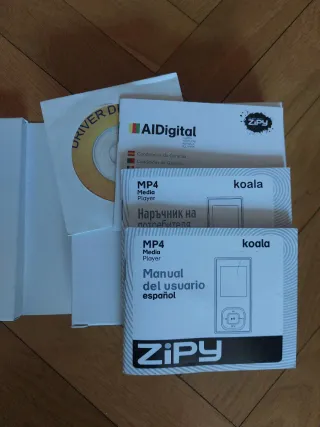 DRIVER DI
AIDigital
ZiPY
MP4
Media
Player
koala
Наръчник на
потребителя
MP4
Media
Player
koala
Manual
del usuario
español
ZiPY